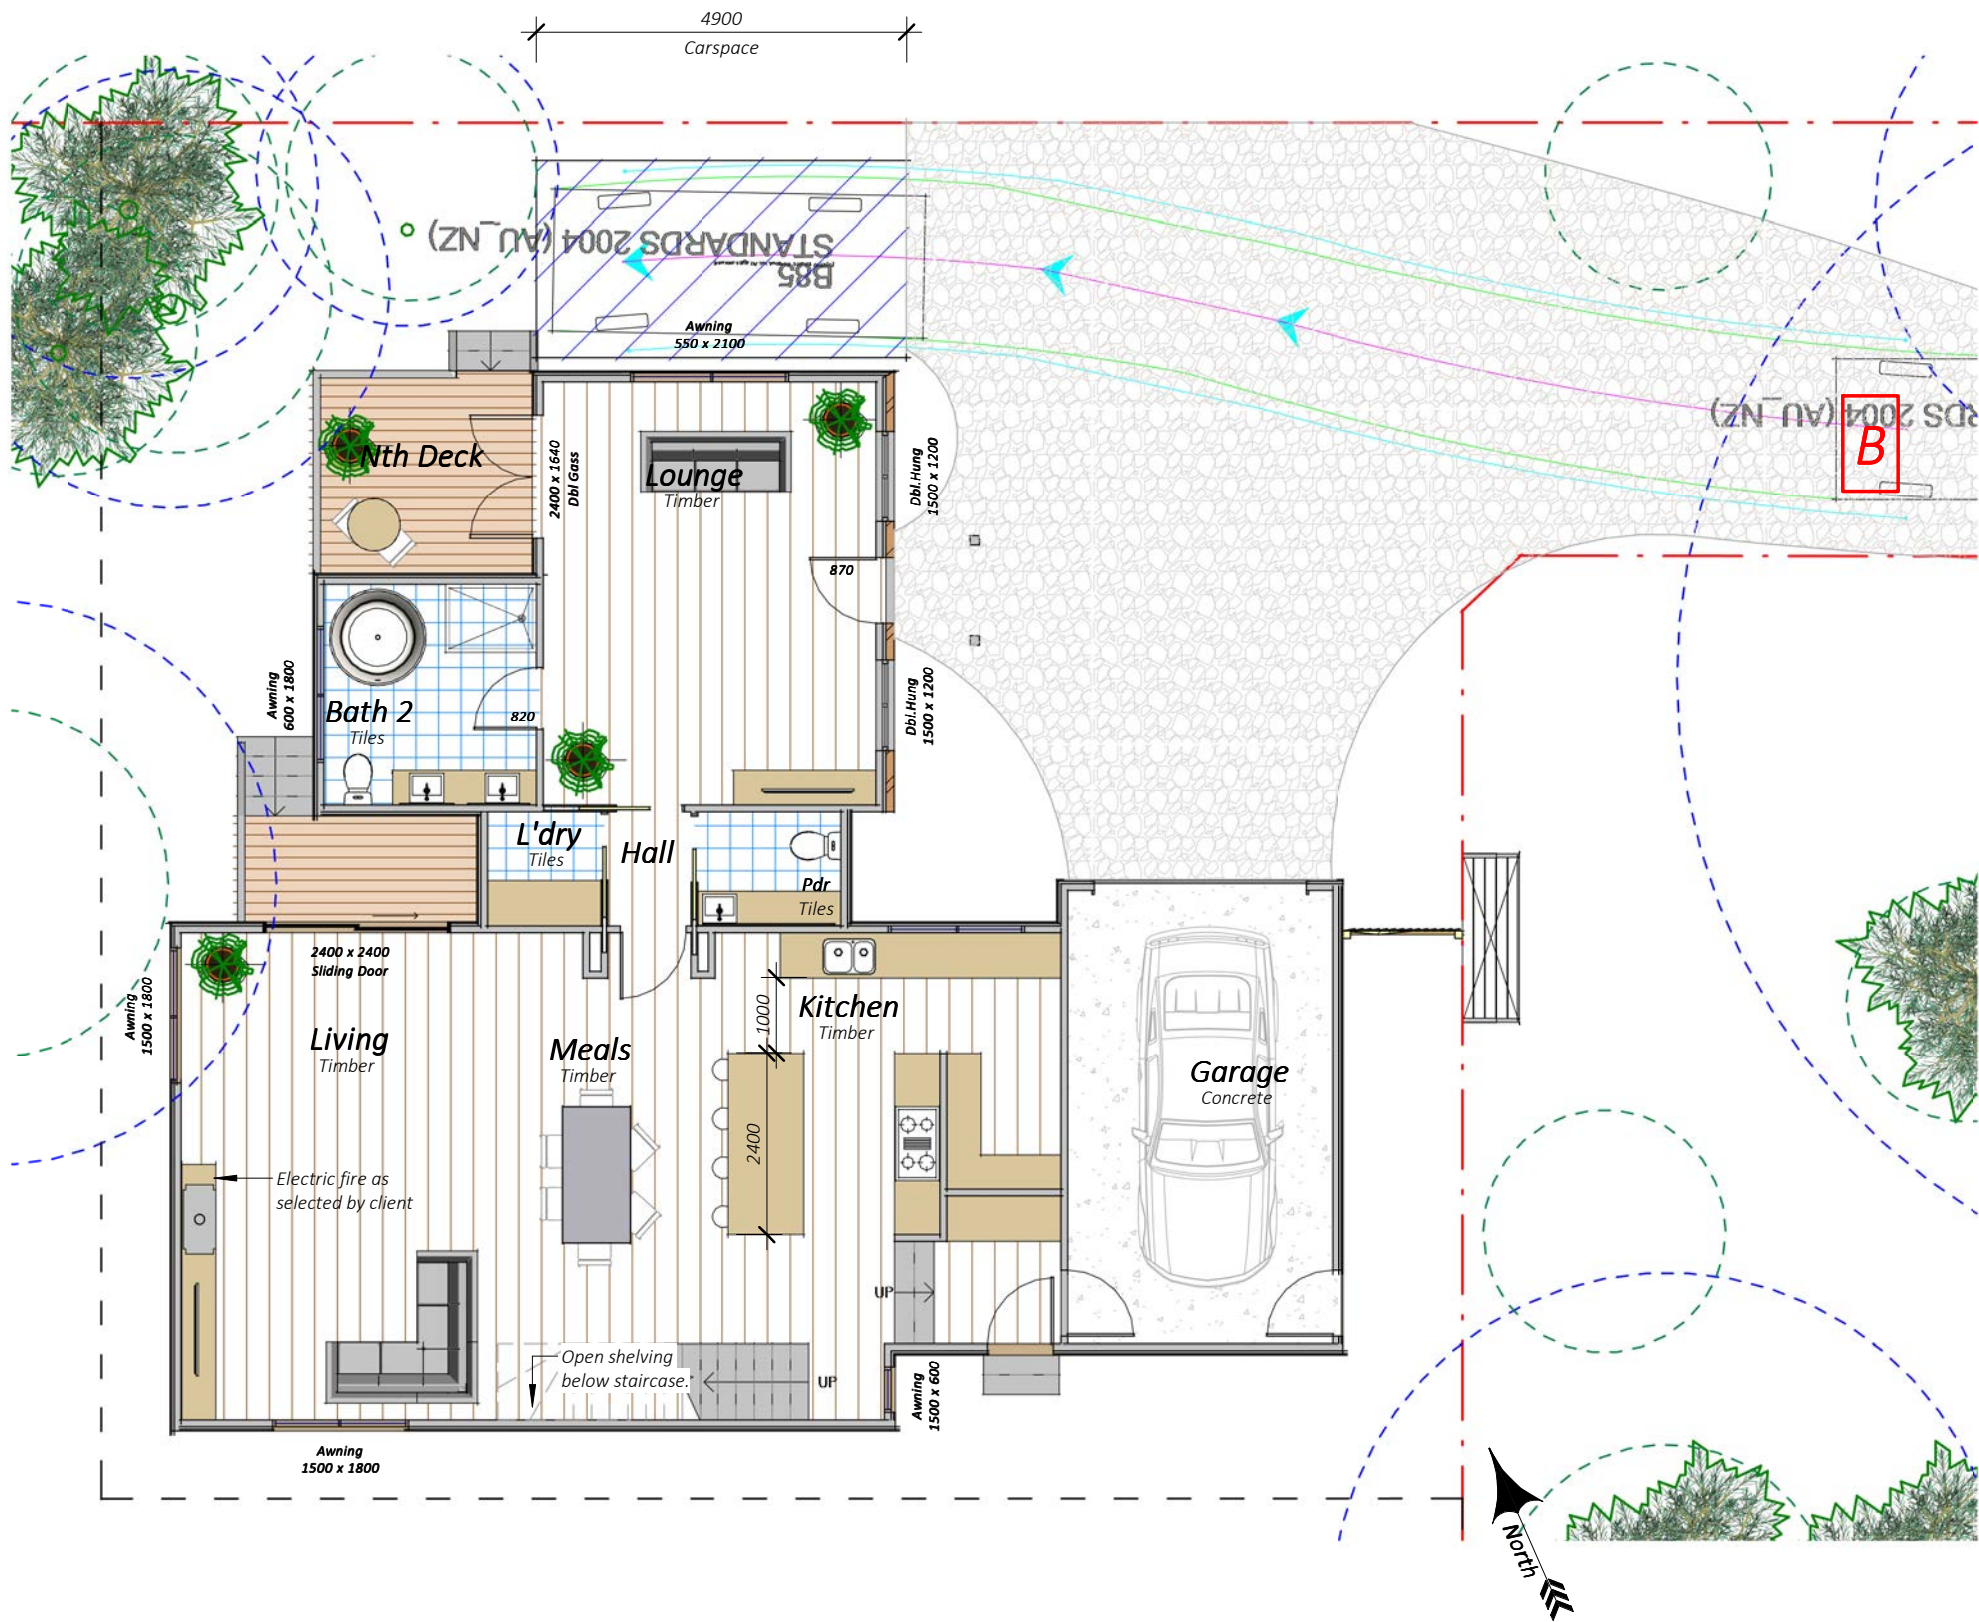 4900
Carspace
B85
STANDARDS 2004 (AU_NZ)
RDS 2004 (AU_NZ)
B
Awning
550 x 2100
Nth Deck
2400 x 1640
Dbl Gass
Lounge
Timber
Dbl.Hung
1500 x 1200
870
Awning
600 x 1800
Bath 2
Tiles
820
Dbl.Hung
1500 x 1200
L'dry
Tiles
Hall
Pdr
Tiles
2400 x 2400
Sliding Door
Awning
1500 x 1800
Living
Timber
Meals
Timber
1000
Kitchen
Timber
2400
Garage
Concrete
Electric fire as
selected by client
UP
Open shelving
below staircase.
UP
Awning
1500 x 600
Awning
1500 x 1800
North